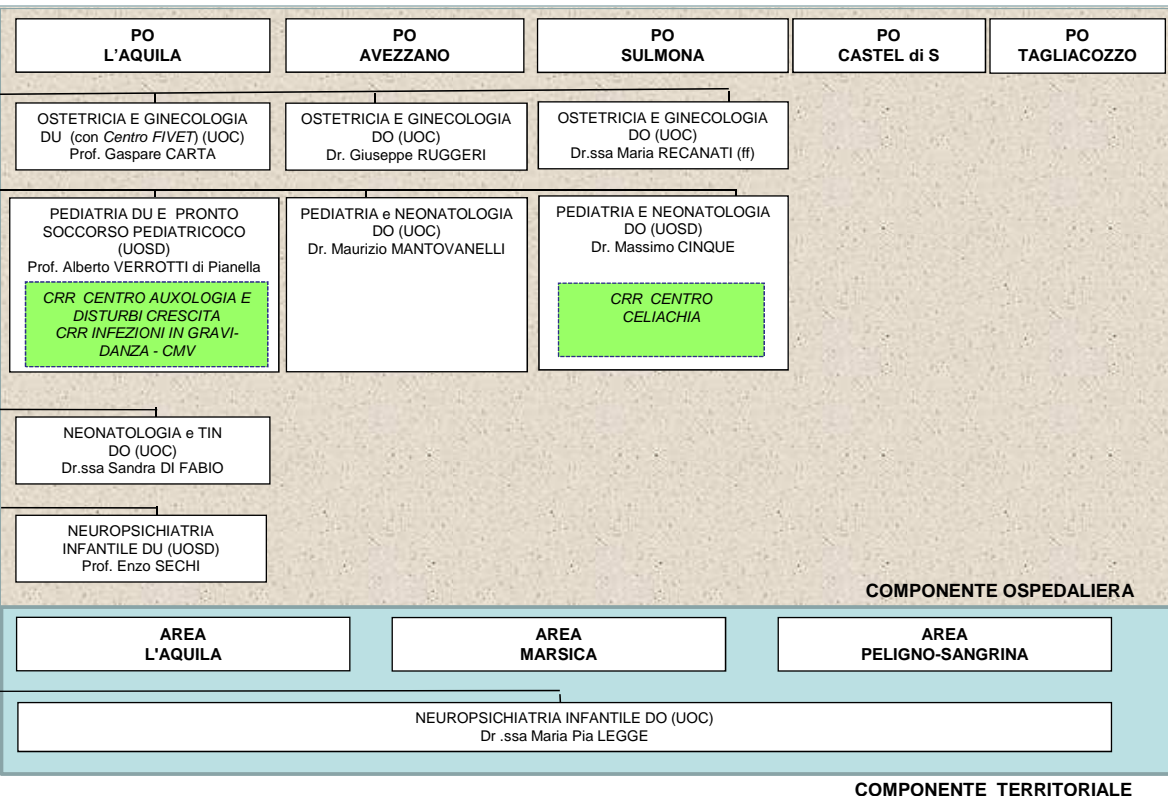 PO
L'AQUILA
PO
AVEZZANO
PO
SULMONA
PO
CASTEL di S
PO
TAGLIACOZZO
OSTETRICIA E GINECOLOGIA
DU (con Centro FIVET) (UOC)
Prof. Gaspare CARTA
OSTETRICIA E GINECOLOGIA
DO (UOC)
Dr. Giuseppe RUGGERI
OSTETRICIA E GINECOLOGIA
DO (UOC)
Dr.ssa Maria RECANATI (ff)
PEDIATRIA DU E PRONTO
SOCCORSO PEDIATRICOCO
(UOSD)
Prof. Alberto VERROTTI di Pianella
CRR CENTRO AUXOLOGIA E
DISTURBI CRESCITA
CRR INFEZIONI IN GRAVI-
DANZA - CMV
PEDIATRIA e NEONATOLOGIA
DO (UOC)
Dr. Maurizio MANTOVANELLI
PEDIATRIA E NEONATOLOGIA
DO (UOSD)
Dr. Massimo CINQUE
CRR CENTRO
CELIACHIA
NEONATOLOGIA e TIN
DO (UOC)
Dr.ssa Sandra DI FABIO
NEUROPSICHIATRIA
INFANTILE DU (UOSD)
Prof. Enzo SECHI
COMPONENTE OSPEDALIERA
AREA
L'AQUILA
AREA
MARSICA
AREA
PELIGNO-SANGRINA
NEUROPSICHIATRIA INFANTILE DO (UOC)
Dr .ssa Maria Pia LEGGE
COMPONENTE TERRITORIALE